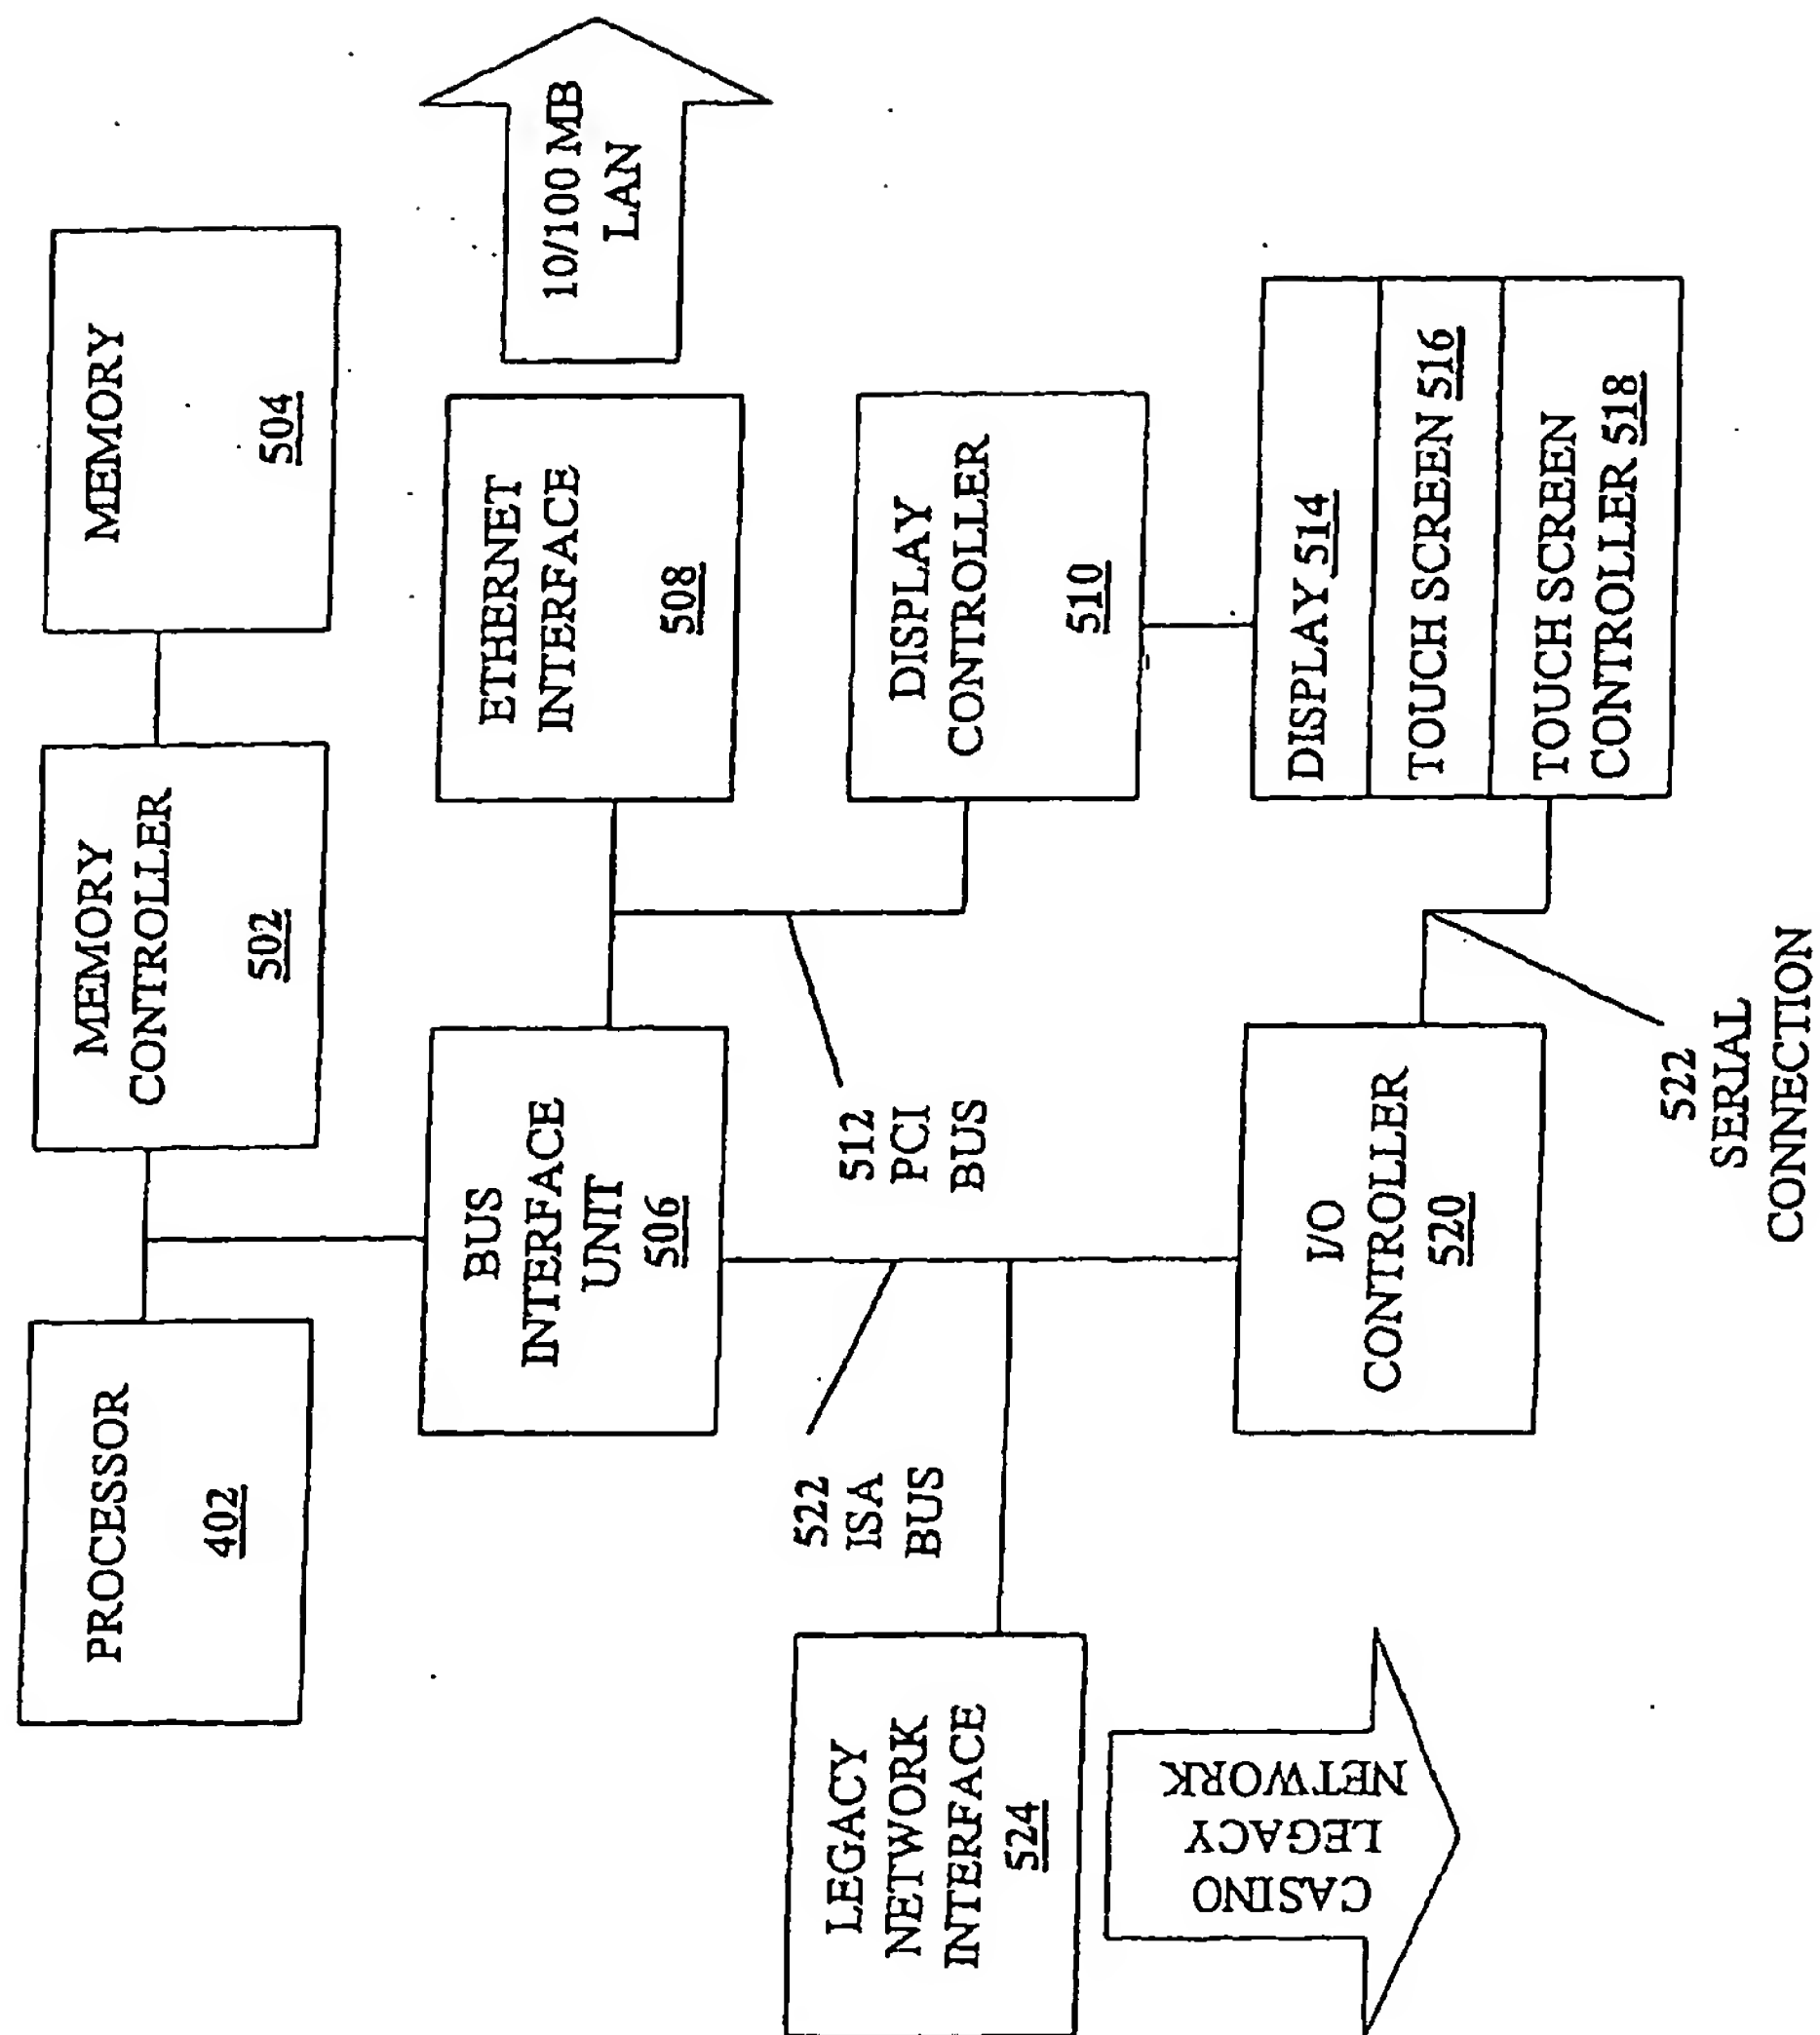 PROCESSOR
402
MEMORY
CONTROLLER
502
MEMORY
504
BUS
INTERFACE
UNIT
506
ETHERNET
INTERFACE
508
10/100 MB
LAN
522
ISA
BUS
512
PCI
BUS
DISPLAY
CONTROLLER
510
LEGACY
NETWORK
INTERFACE
524
CASINO
LEGACY
NETWORK
I/O
CONTROLLER
520
DISPLAY 514
TOUCH SCREEN 516
TOUCH SCREEN
CONTROLLER 518
522
SERIAL
CONNECTION